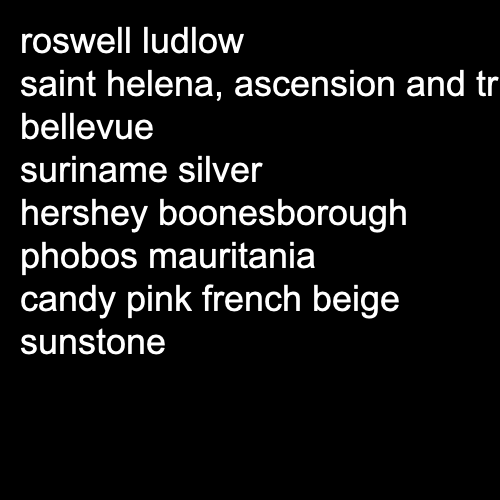 roswell ludlow
saint helena, ascension and tr
bellevue
suriname silver
hershey boonesborough
phobos mauritania
candy pink french beige
sunstone